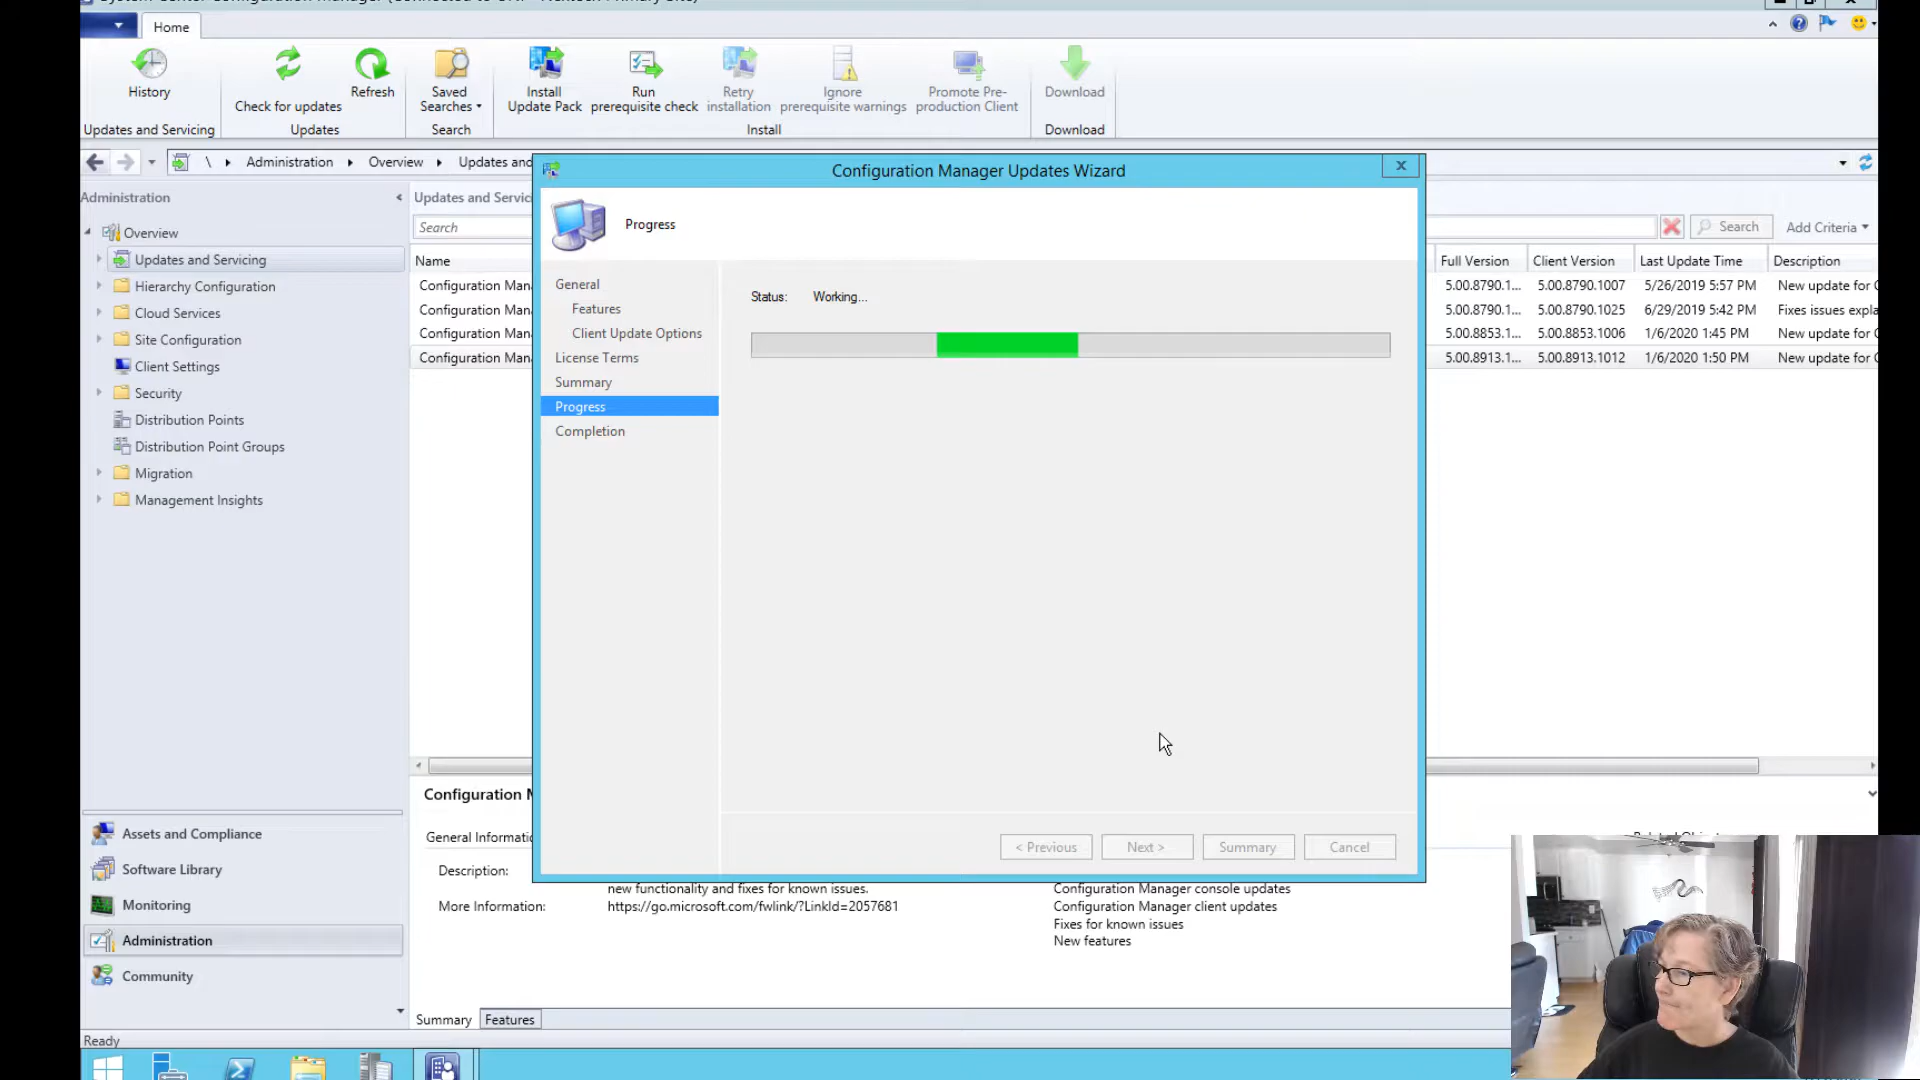 Home
History
Check for updates
Refresh
Saved
Searches
Install
Update Pack
Run
prerequisite check
Retry
installation
Ignore
prerequisite warnings
Promote Pre-
production Client
Download
Updates and Servicing
Updates
Search
Install
Download
\ Administration Overview Updates and
Configuration Manager Updates Wizard
x
Administration
Updates and Servic
Progress
Search
Search
Add Criteria
Overview
Updates and Servicing
Hierarchy Configuration
Cloud Services
Site Configuration
Client Settings
Security
Distribution Points
Distribution Point Groups
Migration
Management Insights
Name
Configuration Man
Configuration Man
Configuration Man
Configuration Man
General
Features
Client Update Options
License Terms
Summary
Progress
Completion
Status: Working...
Full Version Client Version Last Update Time Description
5.00.8790.1... 5.00.8790.1007 5/26/2019 5:57 PM New update for C
5.00.8790.1... 5.00.8790.1025 6/29/2019 5:42 PM Fixes issues expla
5.00.8853.1... 5.00.8853.1006 1/6/2020 1:45 PM New update for C
5.00.8913.1... 5.00.8913.1012 1/6/2020 1:50 PM New update for C
< Previous
Next >
Summary
Cancel
Assets and Compliance
Software Library
Monitoring
Administration
Community
Configuration M
General Informatio
Description:
new functionality and fixes for known issues.
More Information: https://go.microsoft.com/fwlink/?LinkId=2057681
Configuration Manager console updates
Configuration Manager client updates
Fixes for known issues
New features
Summary
Features
Ready